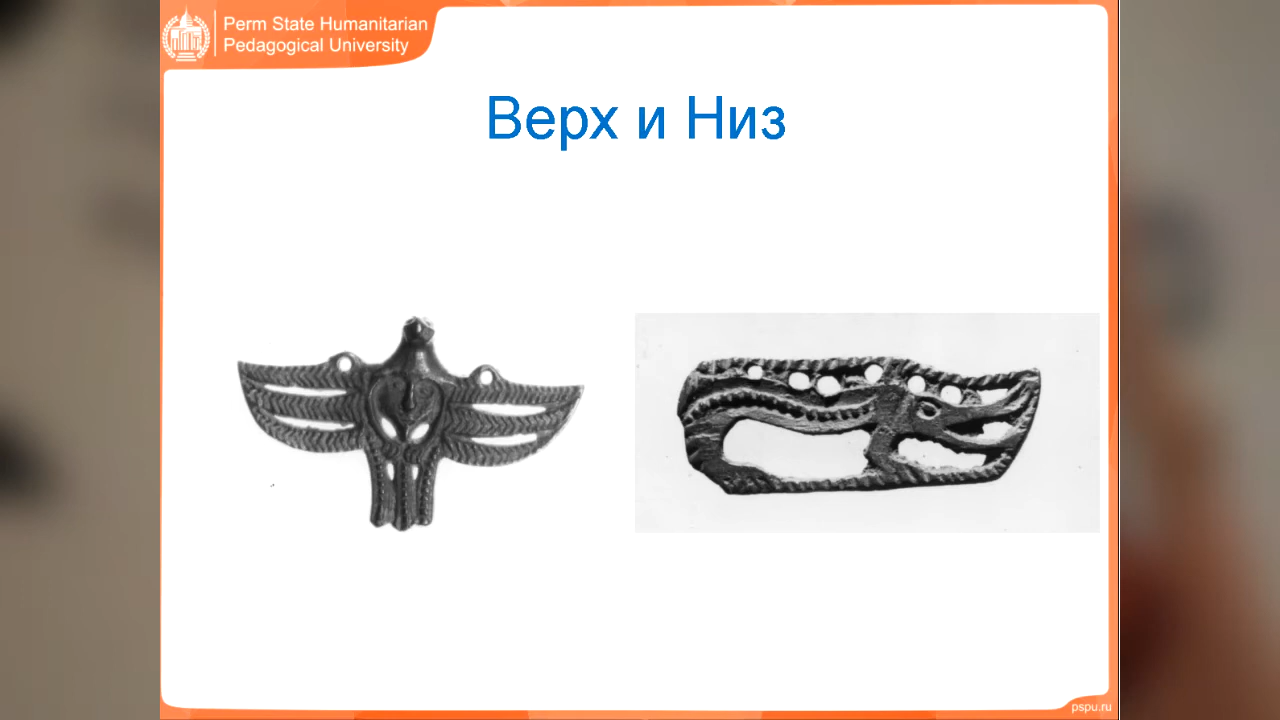 Perm State Humanitarian
Pedagogical University
Верх и Низ
pspu.ru